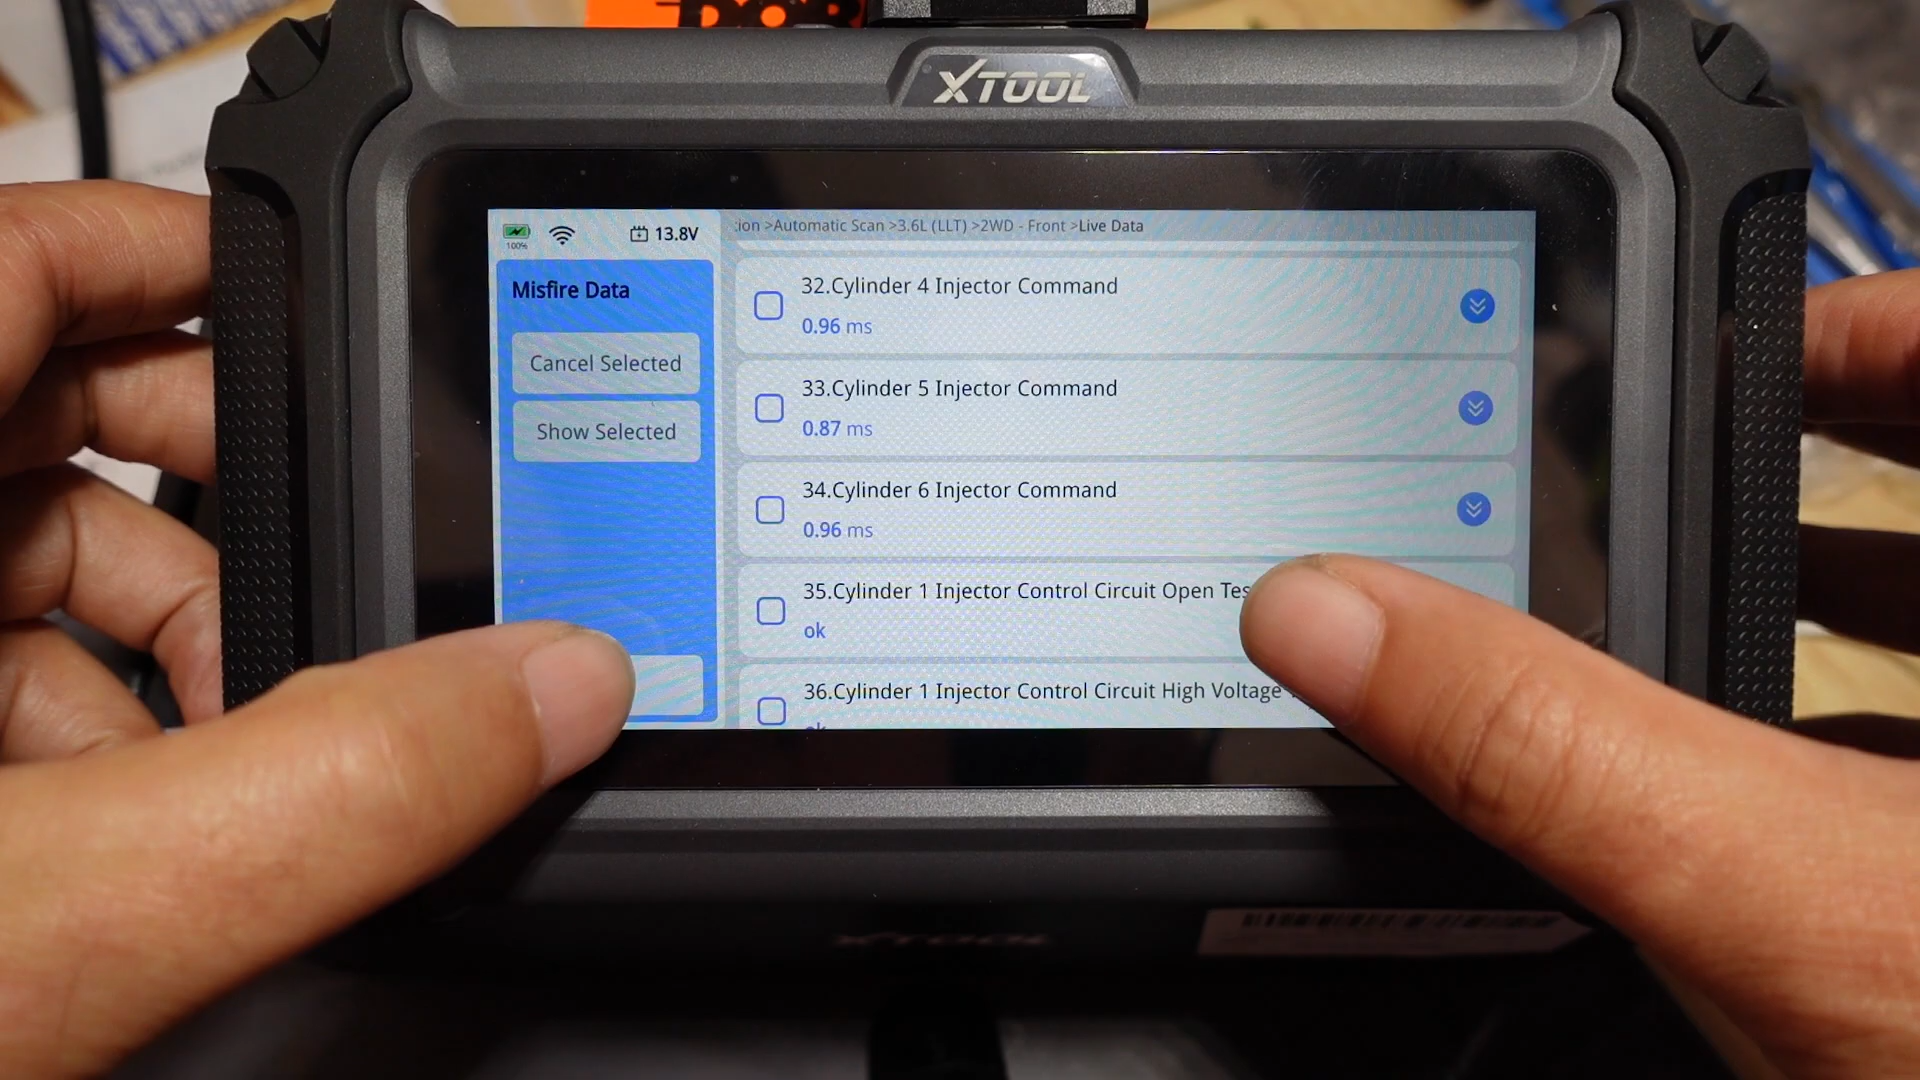 XTOOL
100%
13.8V
ion >Automatic Scan >3.6L (LLT) >2WD - Front >Live Data
Misfire Data
Cancel Selected
Show Selected
32.Cylinder 4 Injector Command
0.96 ms
33.Cylinder 5 Injector Command
0.87 ms
34.Cylinder 6 Injector Command
0.96 ms
35.Cylinder 1 Injector Control Circuit Open Tes
ok
36.Cylinder 1 Injector Control Circuit High Voltage
ok
XTOOL